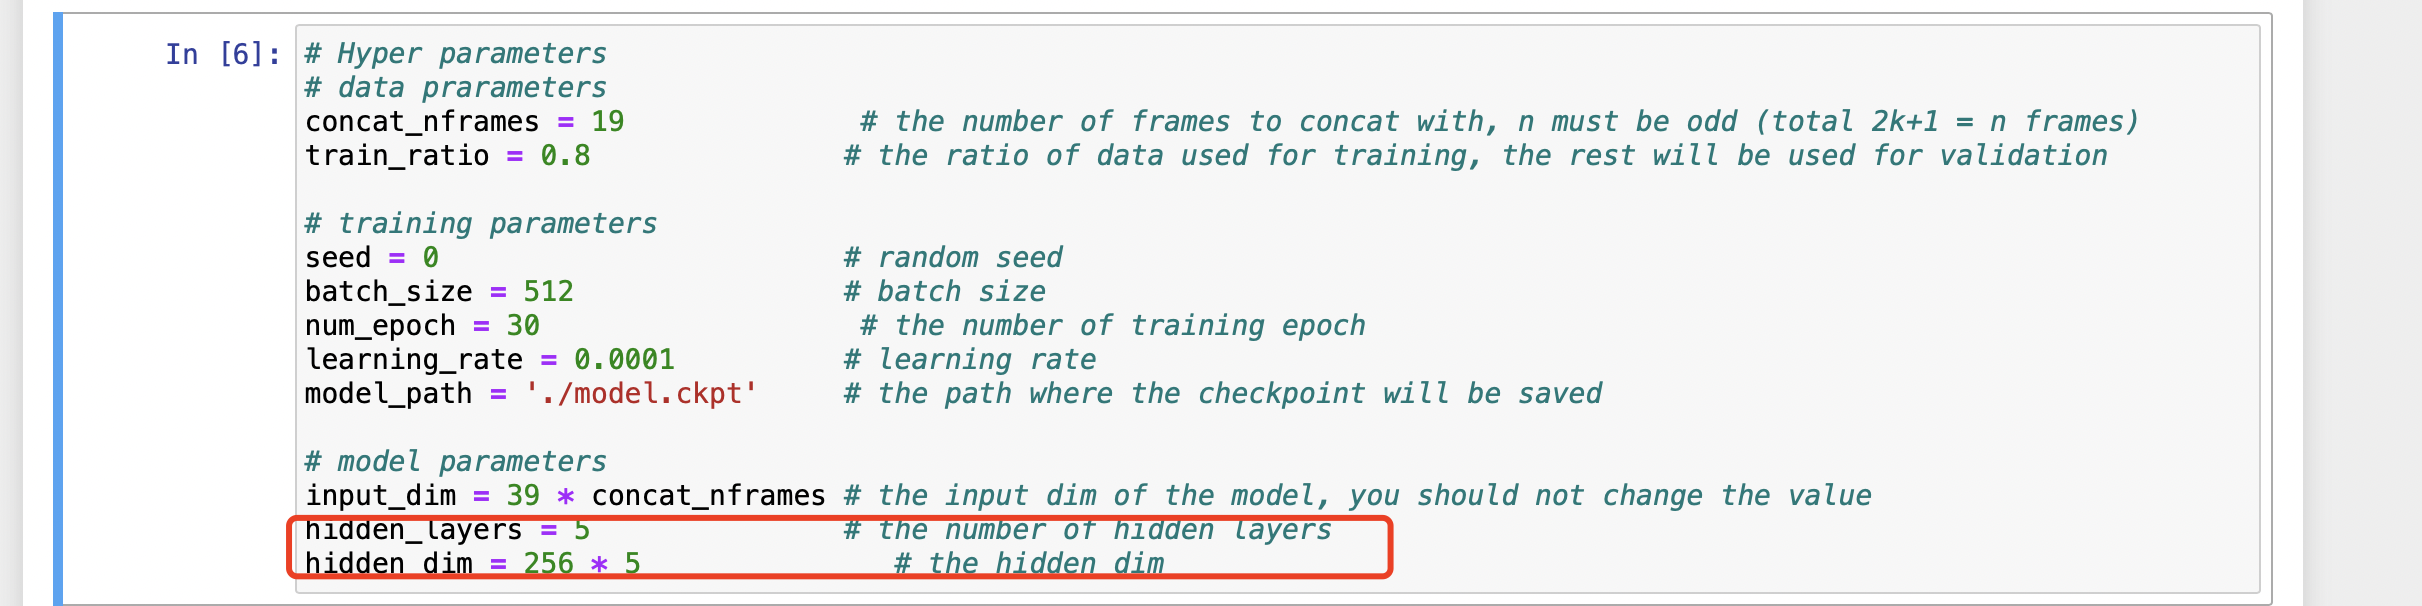 In [6]:
# Hyper parameters
# data prarameters
concat_nframes = 19 # the number of frames to concat with, n must be odd (total 2k+1 = n frames)
train_ratio = 0.8 # the ratio of data used for training, the rest will be used for validation
# training parameters
seed = 0 # random seed
batch_size = 512 # batch size
num_epoch = 30 # the number of training epoch
learning_rate = 0.0001 # learning rate
model_path = './model.ckpt' # the path where the checkpoint will be saved
# model parameters
input_dim = 39 * concat_nframes # the input dim of the model, you should not change the value
hidden_layers = 5 # the number of hidden layers
hidden_dim = 256 * 5 # the hidden dim